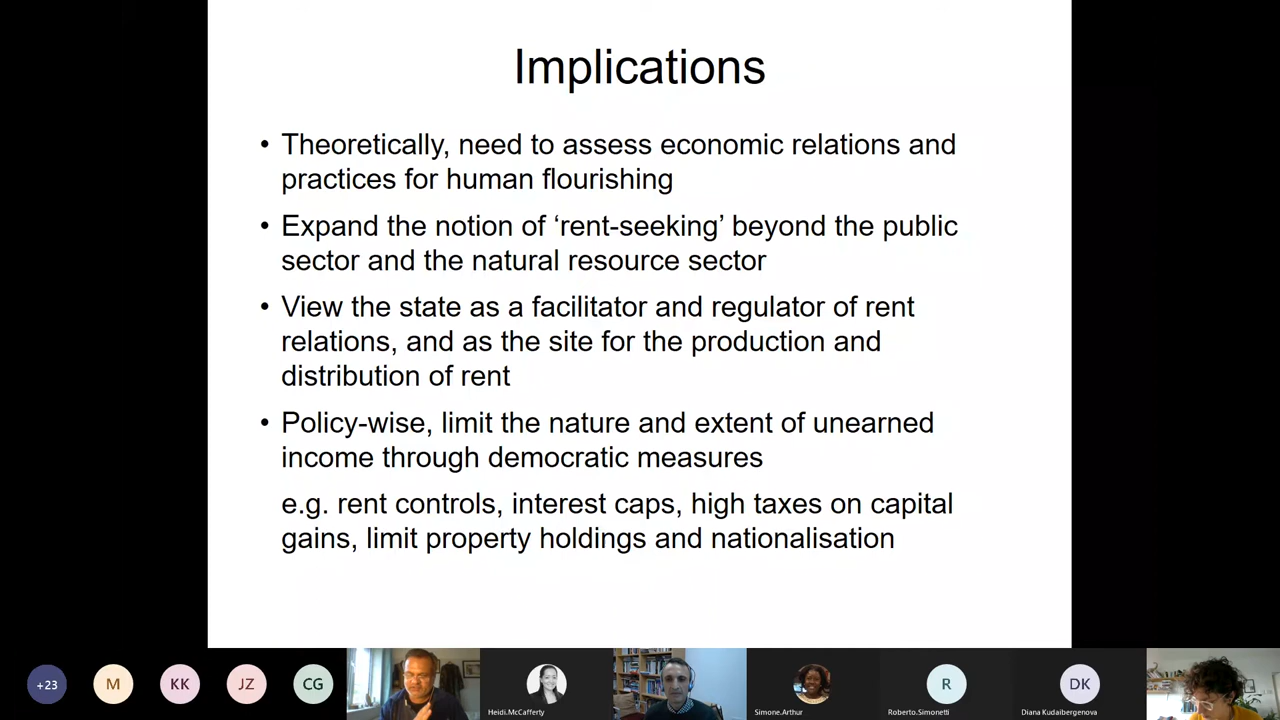 Implications
• Theoretically, need to assess economic relations and
practices for human flourishing
• Expand the notion of ‘rent-seeking’ beyond the public
sector and the natural resource sector
• View the state as a facilitator and regulator of rent
relations, and as the site for the production and
distribution of rent
• Policy-wise, limit the nature and extent of unearned
income through democratic measures
e.g. rent controls, interest caps, high taxes on capital
gains, limit property holdings and nationalisation
+23
M
KK
JZ
CG
Heidi.McCafferty
Simone.Arthur
R
Roberto.Simonetti
DK
Diana Kudaibergenova